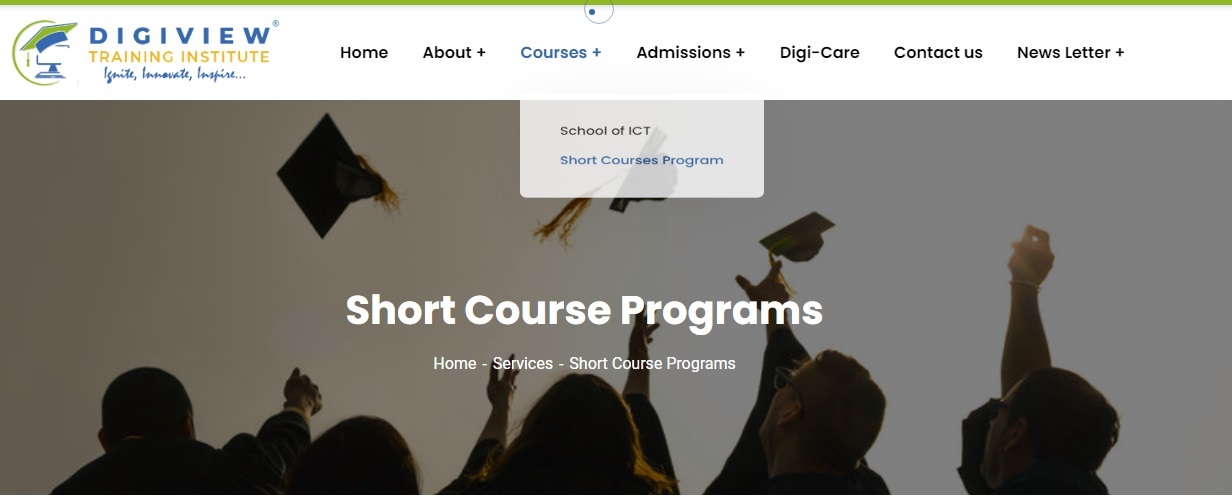 DIGIVIEW®
TRAINING INSTITUTE
Ignite, Innovate, Inspire...
Home About + Courses + Admissions + Digi-Care Contact us News Letter +
School of ICT
Short Courses Program
Short Course Programs
Home - Services - Short Course Programs